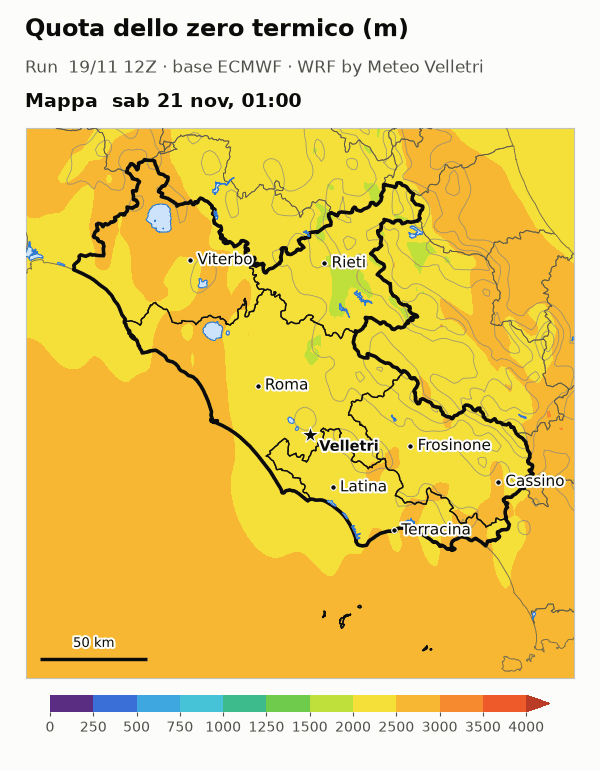 Quota dello zero termico (m)
Run  19/11 12Z · base ECMWF · WRF by Meteo Velletri
Mappa  sab 21 nov, 01:00
Viterbo
Rieti
Roma
Velletri
Frosinone
Cassino
Latina
Terracina
50 km
0 250 500 750 1000 1250 1500 2000 2500 3000 3500 4000